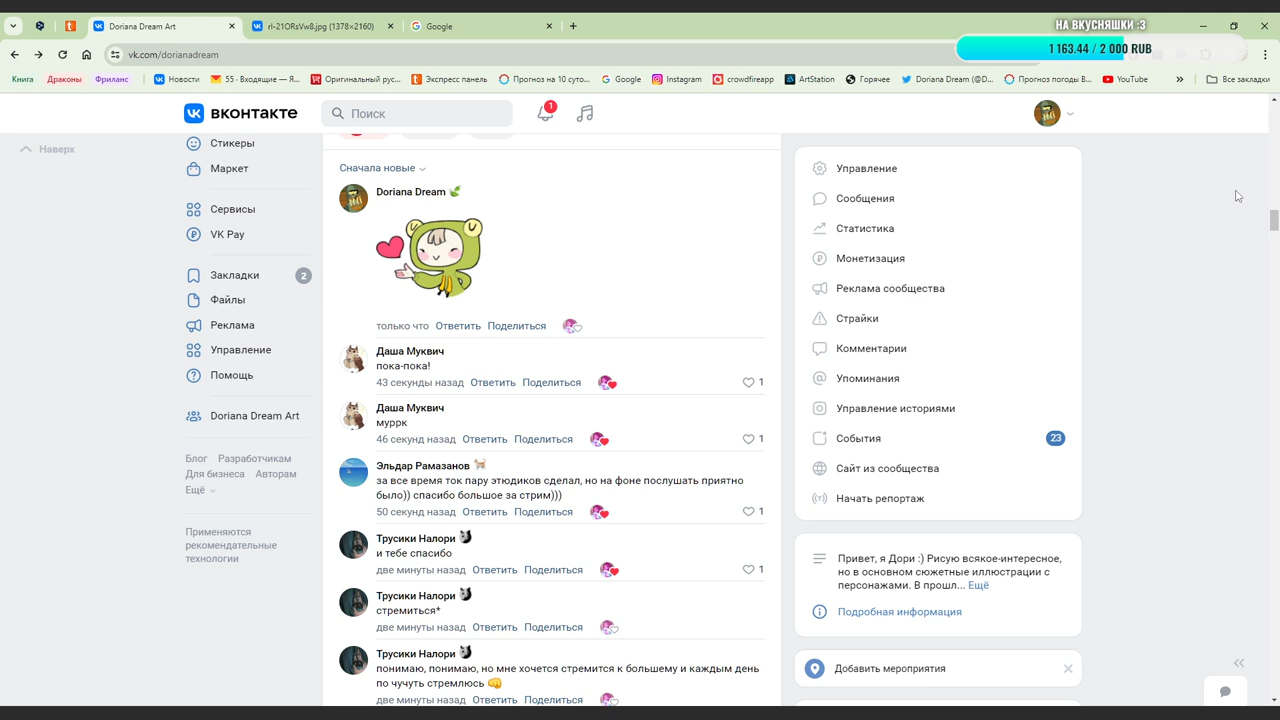 НА ВКУСНЯШКИ :3
Doriana Dream Art
rI-21ORsVw8.jpg (1378×2160)
Google
1 163.44 / 2 000 RUB
vk.com/dorianadream
Книга
Драконы
Фриланс
Новости
55 · Входящие — Я...
Оригинальный рус...
Экспресс панель
Прогноз на 10 суто...
Google
Instagram
crowdfireapp
ArtStation
Горячее
Doriana Dream (@D...
Прогноз погоды В...
YouTube
Все закладки
ВКОНТАКТЕ
Поиск
1
Наверх
Стикеры
Маркет
Сервисы
VK Pay
Закладки 2
Файлы
Реклама
Управление
Помощь
Doriana Dream Art
Блог Разработчикам
Для бизнеса Авторам
Ещё
Применяются
рекомендательные
технологии
Сначала новые
Doriana Dream
только что Ответить Поделиться
Даша Муквич
пока-пока!
43 секунды назад Ответить Поделиться 1
Даша Муквич
муррк
46 секунд назад Ответить Поделиться 1
Эльдар Рамазанов
за все время ток пару этюдиков сделал, но на фоне послушать приятно
было)) спасибо большое за стрим)))
50 секунд назад Ответить Поделиться 1
Трусики Налори
и тебе спасибо
две минуты назад Ответить Поделиться 1
Трусики Налори
стремиться*
две минуты назад Ответить Поделиться
Трусики Налори
понимаю, понимаю, но мне хочется стремится к большему и каждым день
по чучуть стремлюсь
две минуты назад Ответить Поделиться
Управление
Сообщения
Статистика
Монетизация
Реклама сообщества
Страйки
Комментарии
Упоминания
Управление историями
События 23
Сайт из сообщества
Начать репортаж
Привет, я Дори :) Рисую всякое-интересное,
но в основном сюжетные иллюстрации с
персонажами. В прошл... Ещё
Подробная информация
Добавить мероприятия